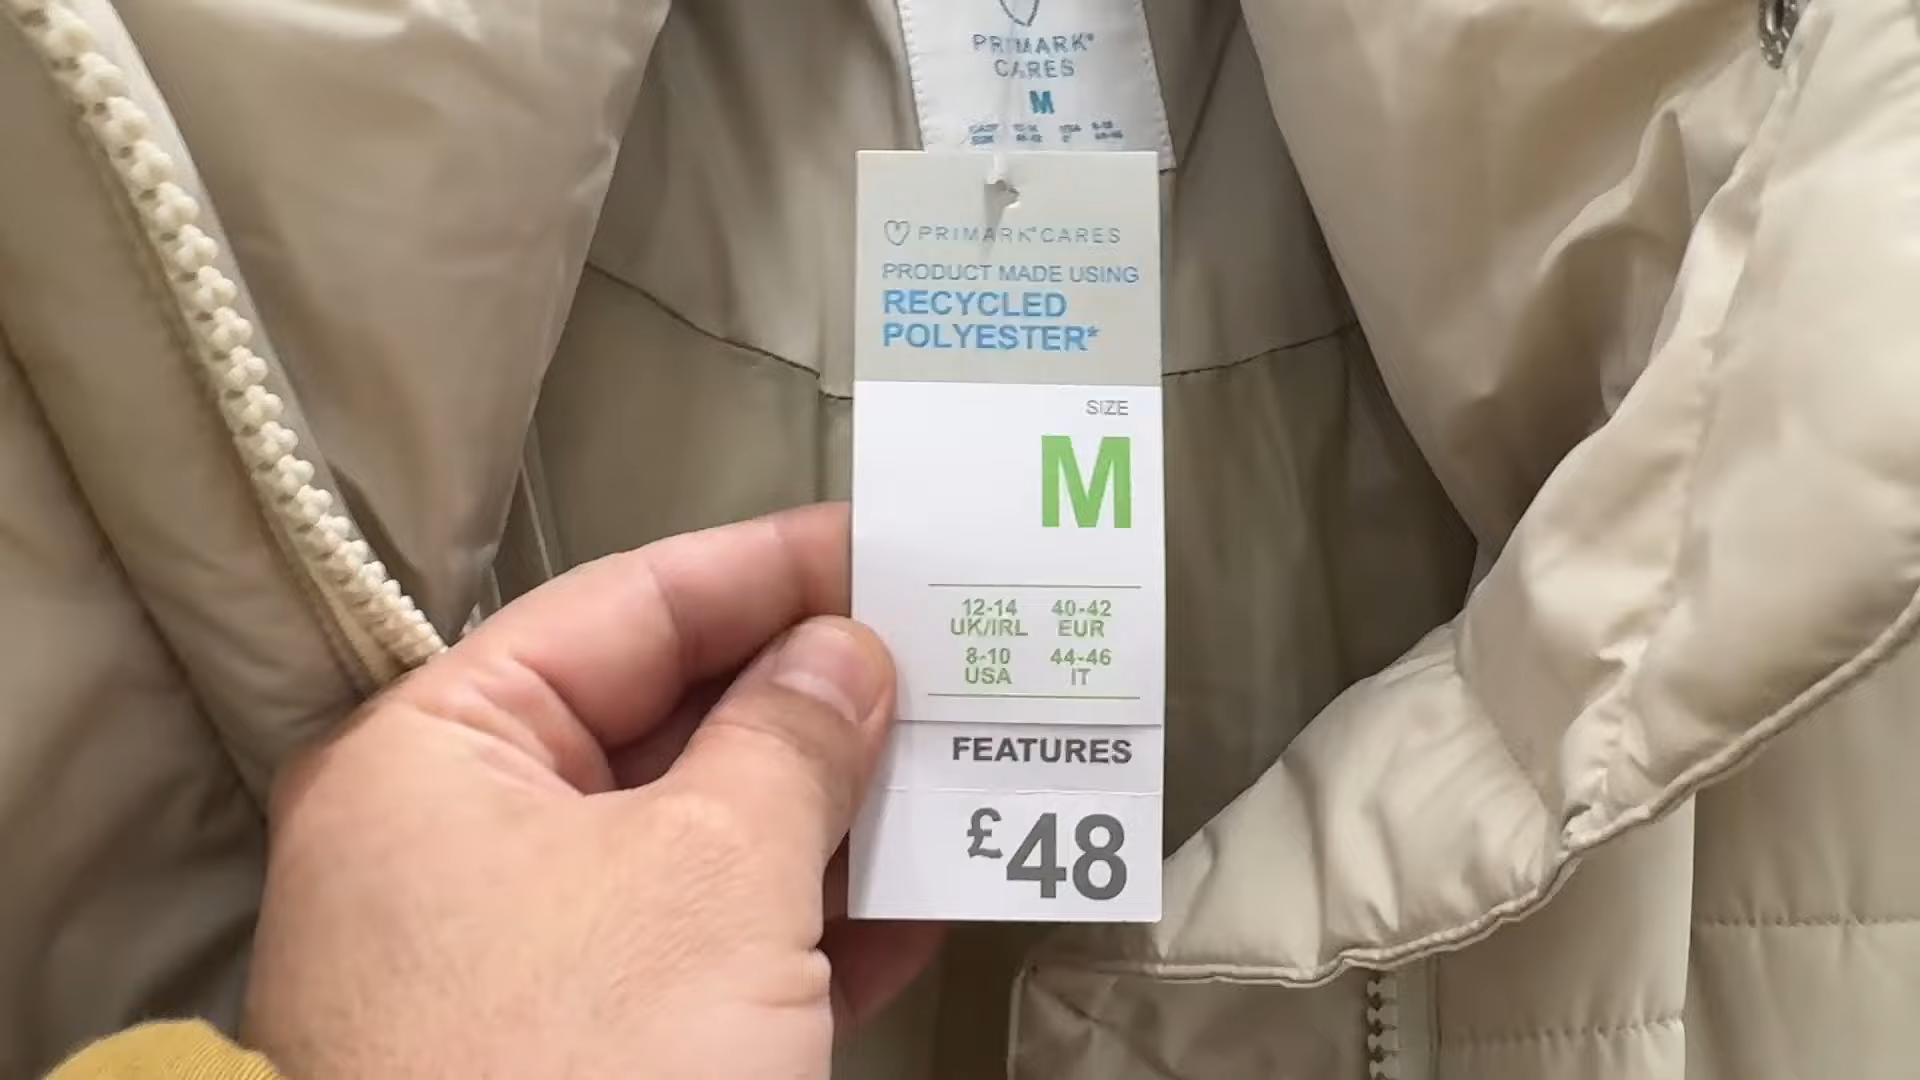 PRIMARK®
CARES
M
PRIMARK® CARES
PRODUCT MADE USING
RECYCLED
POLYESTER*
SIZE
M
12-14 40-42
UK/IRL EUR
8-10 44-46
USA IT
FEATURES
£48